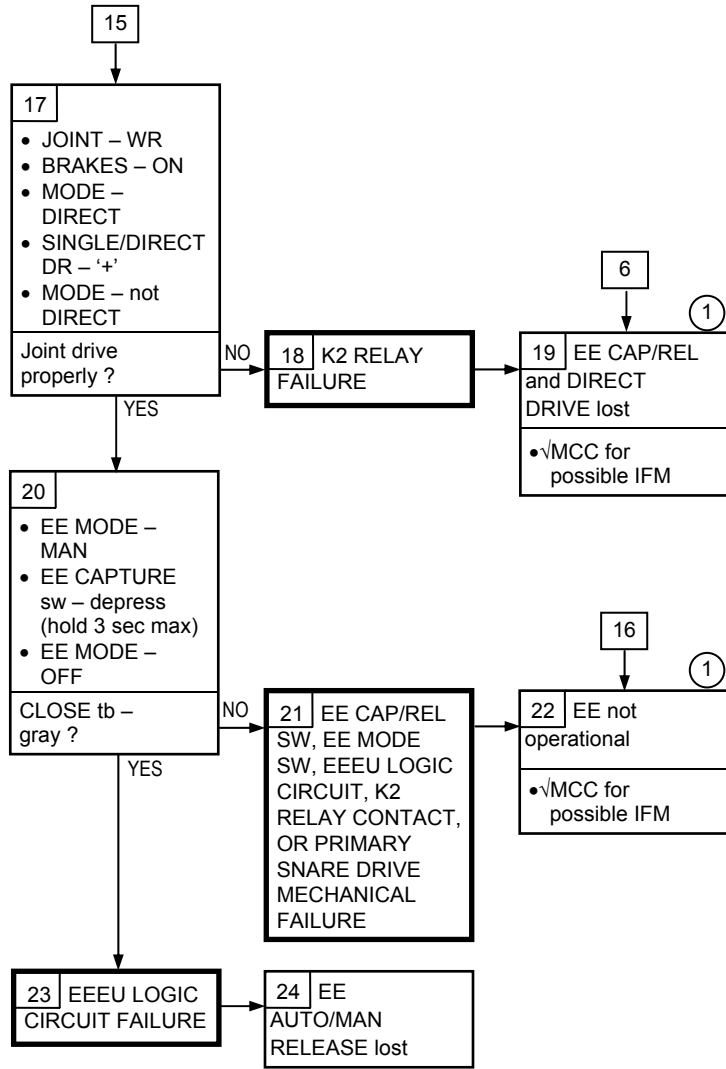 15
17
• JOINT – WR
• BRAKES – ON
• MODE –
DIRECT
• SINGLE/DIRECT
DR – ‘+’
• MODE – not
DIRECT
Joint drive
properly ?
NO
YES
18 K2 RELAY
FAILURE
6
1
19 EE CAP/REL
and DIRECT
DRIVE lost
•√MCC for
possible IFM
20
• EE MODE –
MAN
• EE CAPTURE
sw – depress
(hold 3 sec max)
• EE MODE –
OFF
CLOSE tb –
gray ?
NO
YES
21 EE CAP/REL
SW, EE MODE
SW, EEEU LOGIC
CIRCUIT, K2
RELAY CONTACT,
OR PRIMARY
SNARE DRIVE
MECHANICAL
FAILURE
16
1
22 EE not
operational
•√MCC for
possible IFM
23 EEEU LOGIC
CIRCUIT FAILURE
24 EE
AUTO/MAN
RELEASE lost